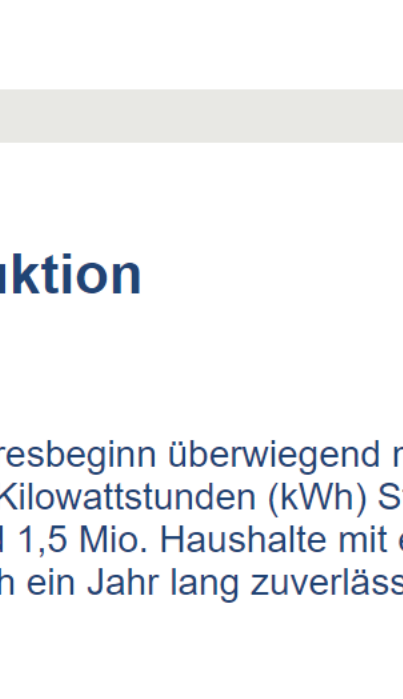 uktion
resbeginn überwiegend
Kilowattstunden (kWh)
1,5 Mio. Haushalte mit
ein Jahr lang zuverläss